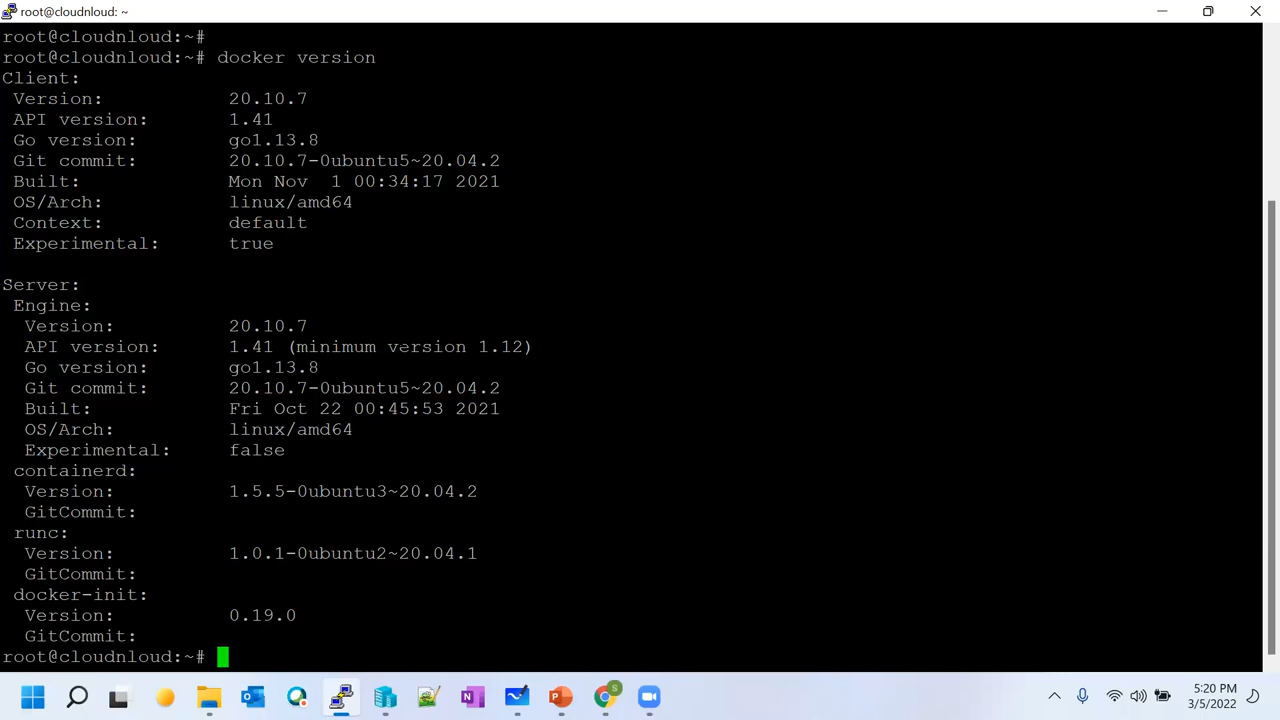 root@cloudnloud: ~
root@cloudnloud:~#
root@cloudnloud:~# docker version
Client:
 Version:           20.10.7
 API version:       1.41
 Go version:        go1.13.8
 Git commit:        20.10.7-0ubuntu5~20.04.2
 Built:             Mon Nov  1 00:34:17 2021
 OS/Arch:           linux/amd64
 Context:           default
 Experimental:      true

Server:
 Engine:
  Version:          20.10.7
  API version:      1.41 (minimum version 1.12)
  Go version:       go1.13.8
  Git commit:       20.10.7-0ubuntu5~20.04.2
  Built:            Fri Oct 22 00:45:53 2021
  OS/Arch:          linux/amd64
  Experimental:     false
 containerd:
  Version:          1.5.5-0ubuntu3~20.04.2
  GitCommit:
 runc:
  Version:          1.0.1-0ubuntu2~20.04.1
  GitCommit:
 docker-init:
  Version:          0.19.0
  GitCommit:
root@cloudnloud:~#
5:20 PM
3/5/2022